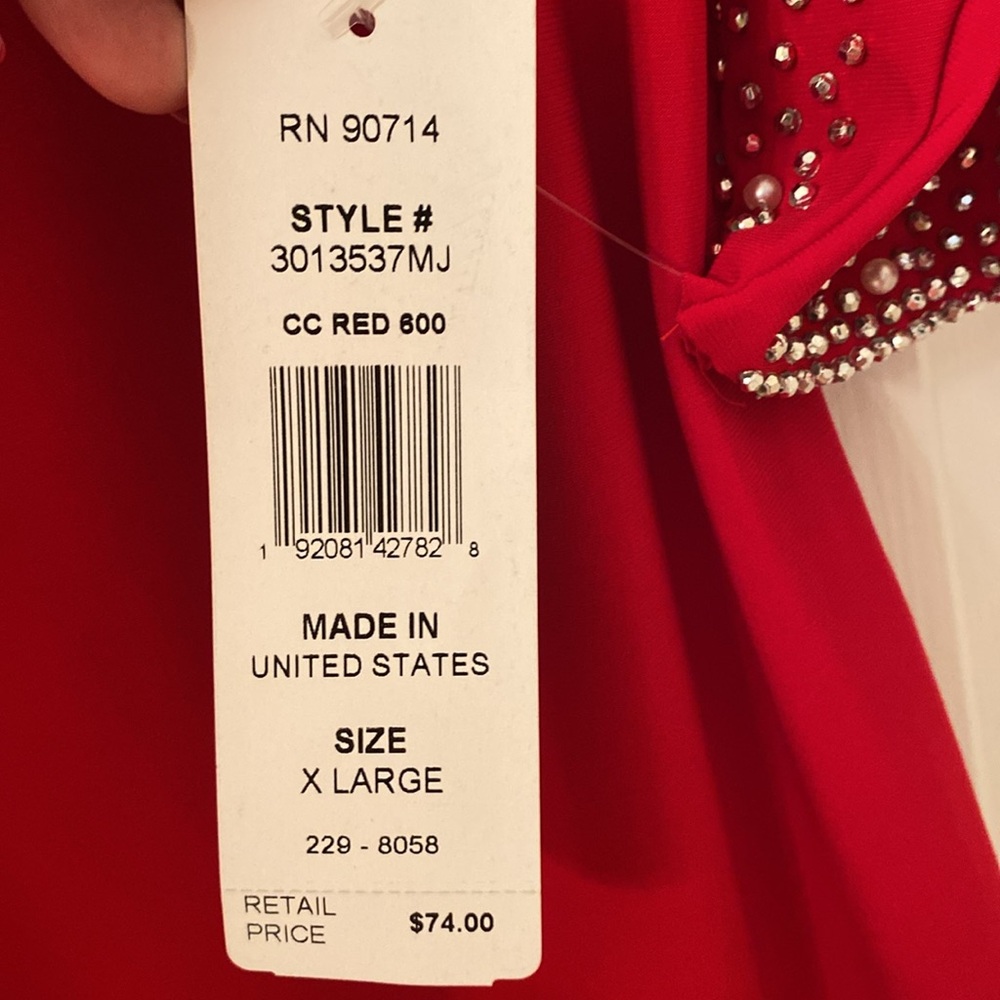 RN 90714
STYLE #
3013537MJ
CC RED 600
1 92081 42782 8
MADE IN
UNITED STATES
SIZE
X LARGE
229 - 8058
RETAIL
PRICE
$74.00